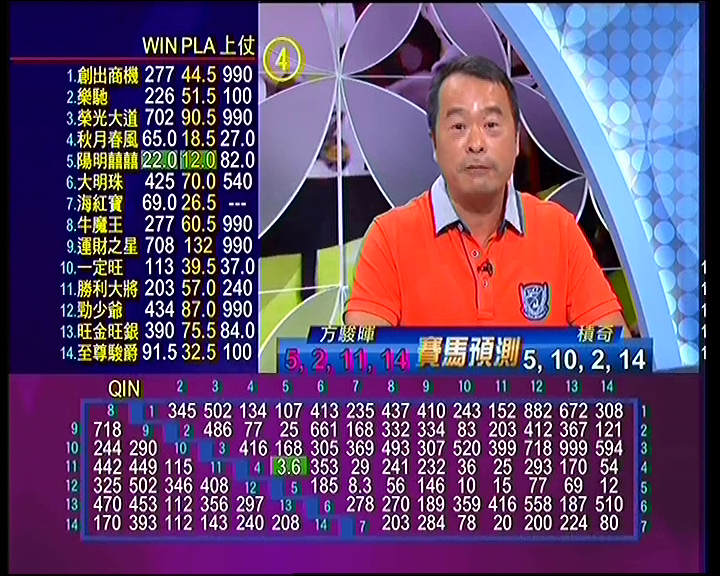 WIN PLA 上仗
1.創出商機 277 44.5 990
2.樂馳 226 51.5 100
3.榮光大道 702 90.5 990
4.秋月春風 65.0 18.5 27.0
5.陽明囍囍 22.0 12.0 82.0
6.大明珠 425 70.0 540
7.海紅寶 69.0 26.5 ---
8.牛魔王 277 60.5 990
9.運財之星 708 132 990
10.一定旺 113 39.5 37.0
11.勝利大將 203 57.0 240
12.勁少爺 434 87.0 990
13.旺金旺銀 390 75.5 84.0
14.至尊駿爵 91.5 32.5 100
4
方駿暉 積奇
5, 2, 11, 14 賽馬預測 5, 10, 2, 14
QIN 2 3 4 5 6 7 8 9 10 11 12 13 14
8 1 345 502 134 107 413 235 437 410 243 152 882 672 308 1
9 718 9 2 486 77 25 661 168 332 334 83 203 412 367 121 2
10 244 290 10 3 416 168 305 369 493 307 520 399 718 999 594 3
11 442 449 115 11 4 3.6 353 29 241 232 36 25 293 170 54 4
12 325 502 346 408 12 5 185 8.3 56 146 10 15 77 69 12 5
13 470 453 112 356 297 13 6 278 270 189 359 416 558 187 510 6
14 170 393 112 143 240 208 14 7 203 284 78 20 200 224 80 7